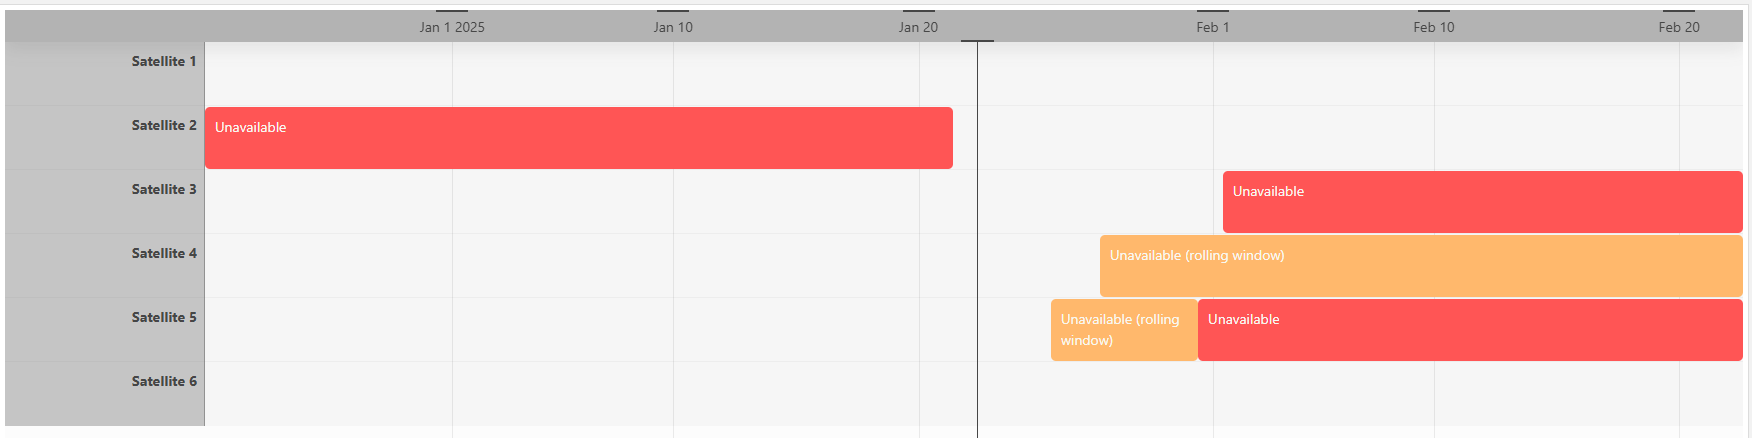 Jan 1 2025 Jan 10 Jan 20 Feb 1 Feb 10 Feb 20
Satellite 1
Satellite 2
Unavailable
Satellite 3
Unavailable
Satellite 4
Unavailable (rolling window)
Satellite 5
Unavailable (rolling
window)
Unavailable
Satellite 6